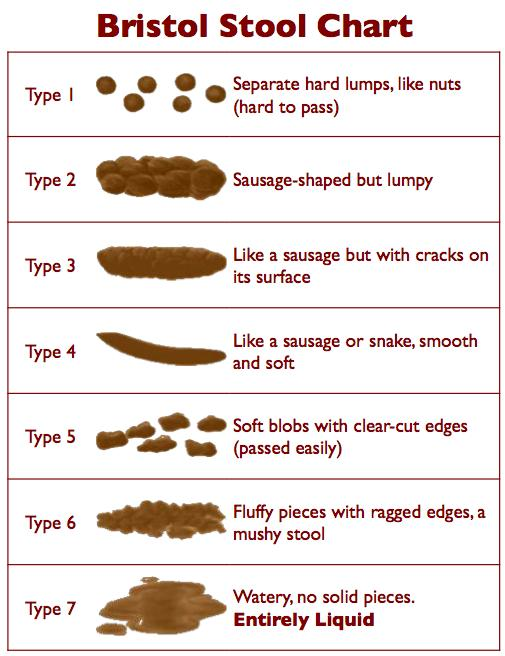 Bristol Stool Chart
Type 1
Separate hard lumps, like nuts
(hard to pass)
Type 2
Sausage-shaped but lumpy
Type 3
Like a sausage but with cracks on
its surface
Type 4
Like a sausage or snake, smooth
and soft
Type 5
Soft blobs with clear-cut edges
(passed easily)
Type 6
Fluffy pieces with ragged edges, a
mushy stool
Type 7
Watery, no solid pieces.
Entirely Liquid